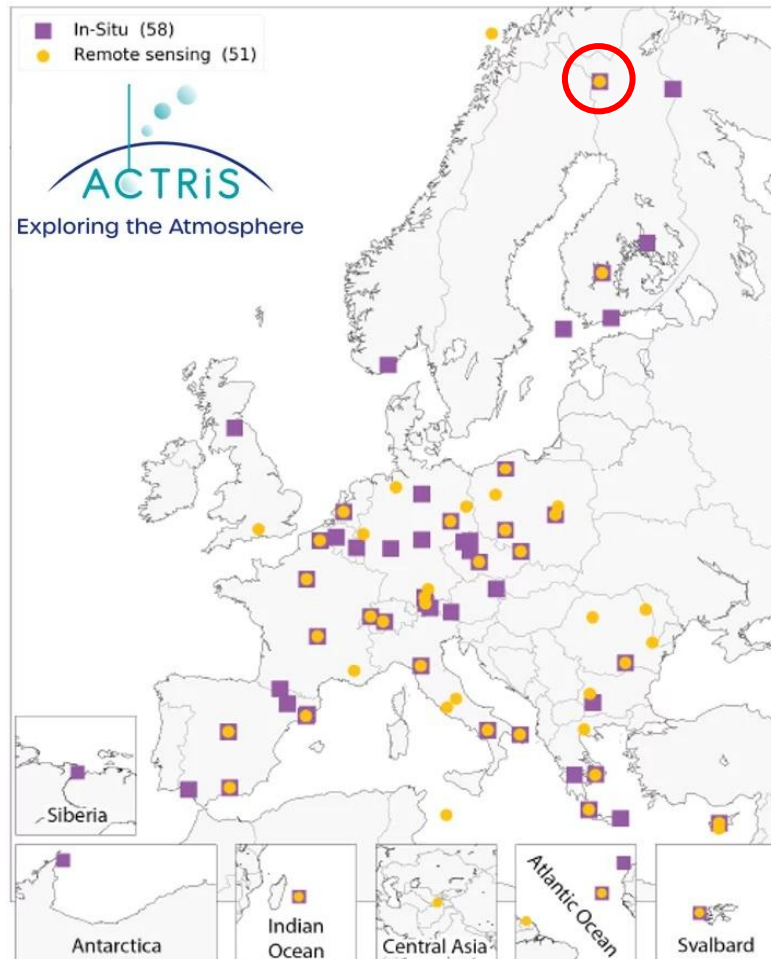 In-Situ (58)
Remote sensing (51)
ACTRiS
Exploring the Atmosphere
Siberia
Antarctica
Indian
Ocean
Central Asia
Atlantic Ocean
Svalbard